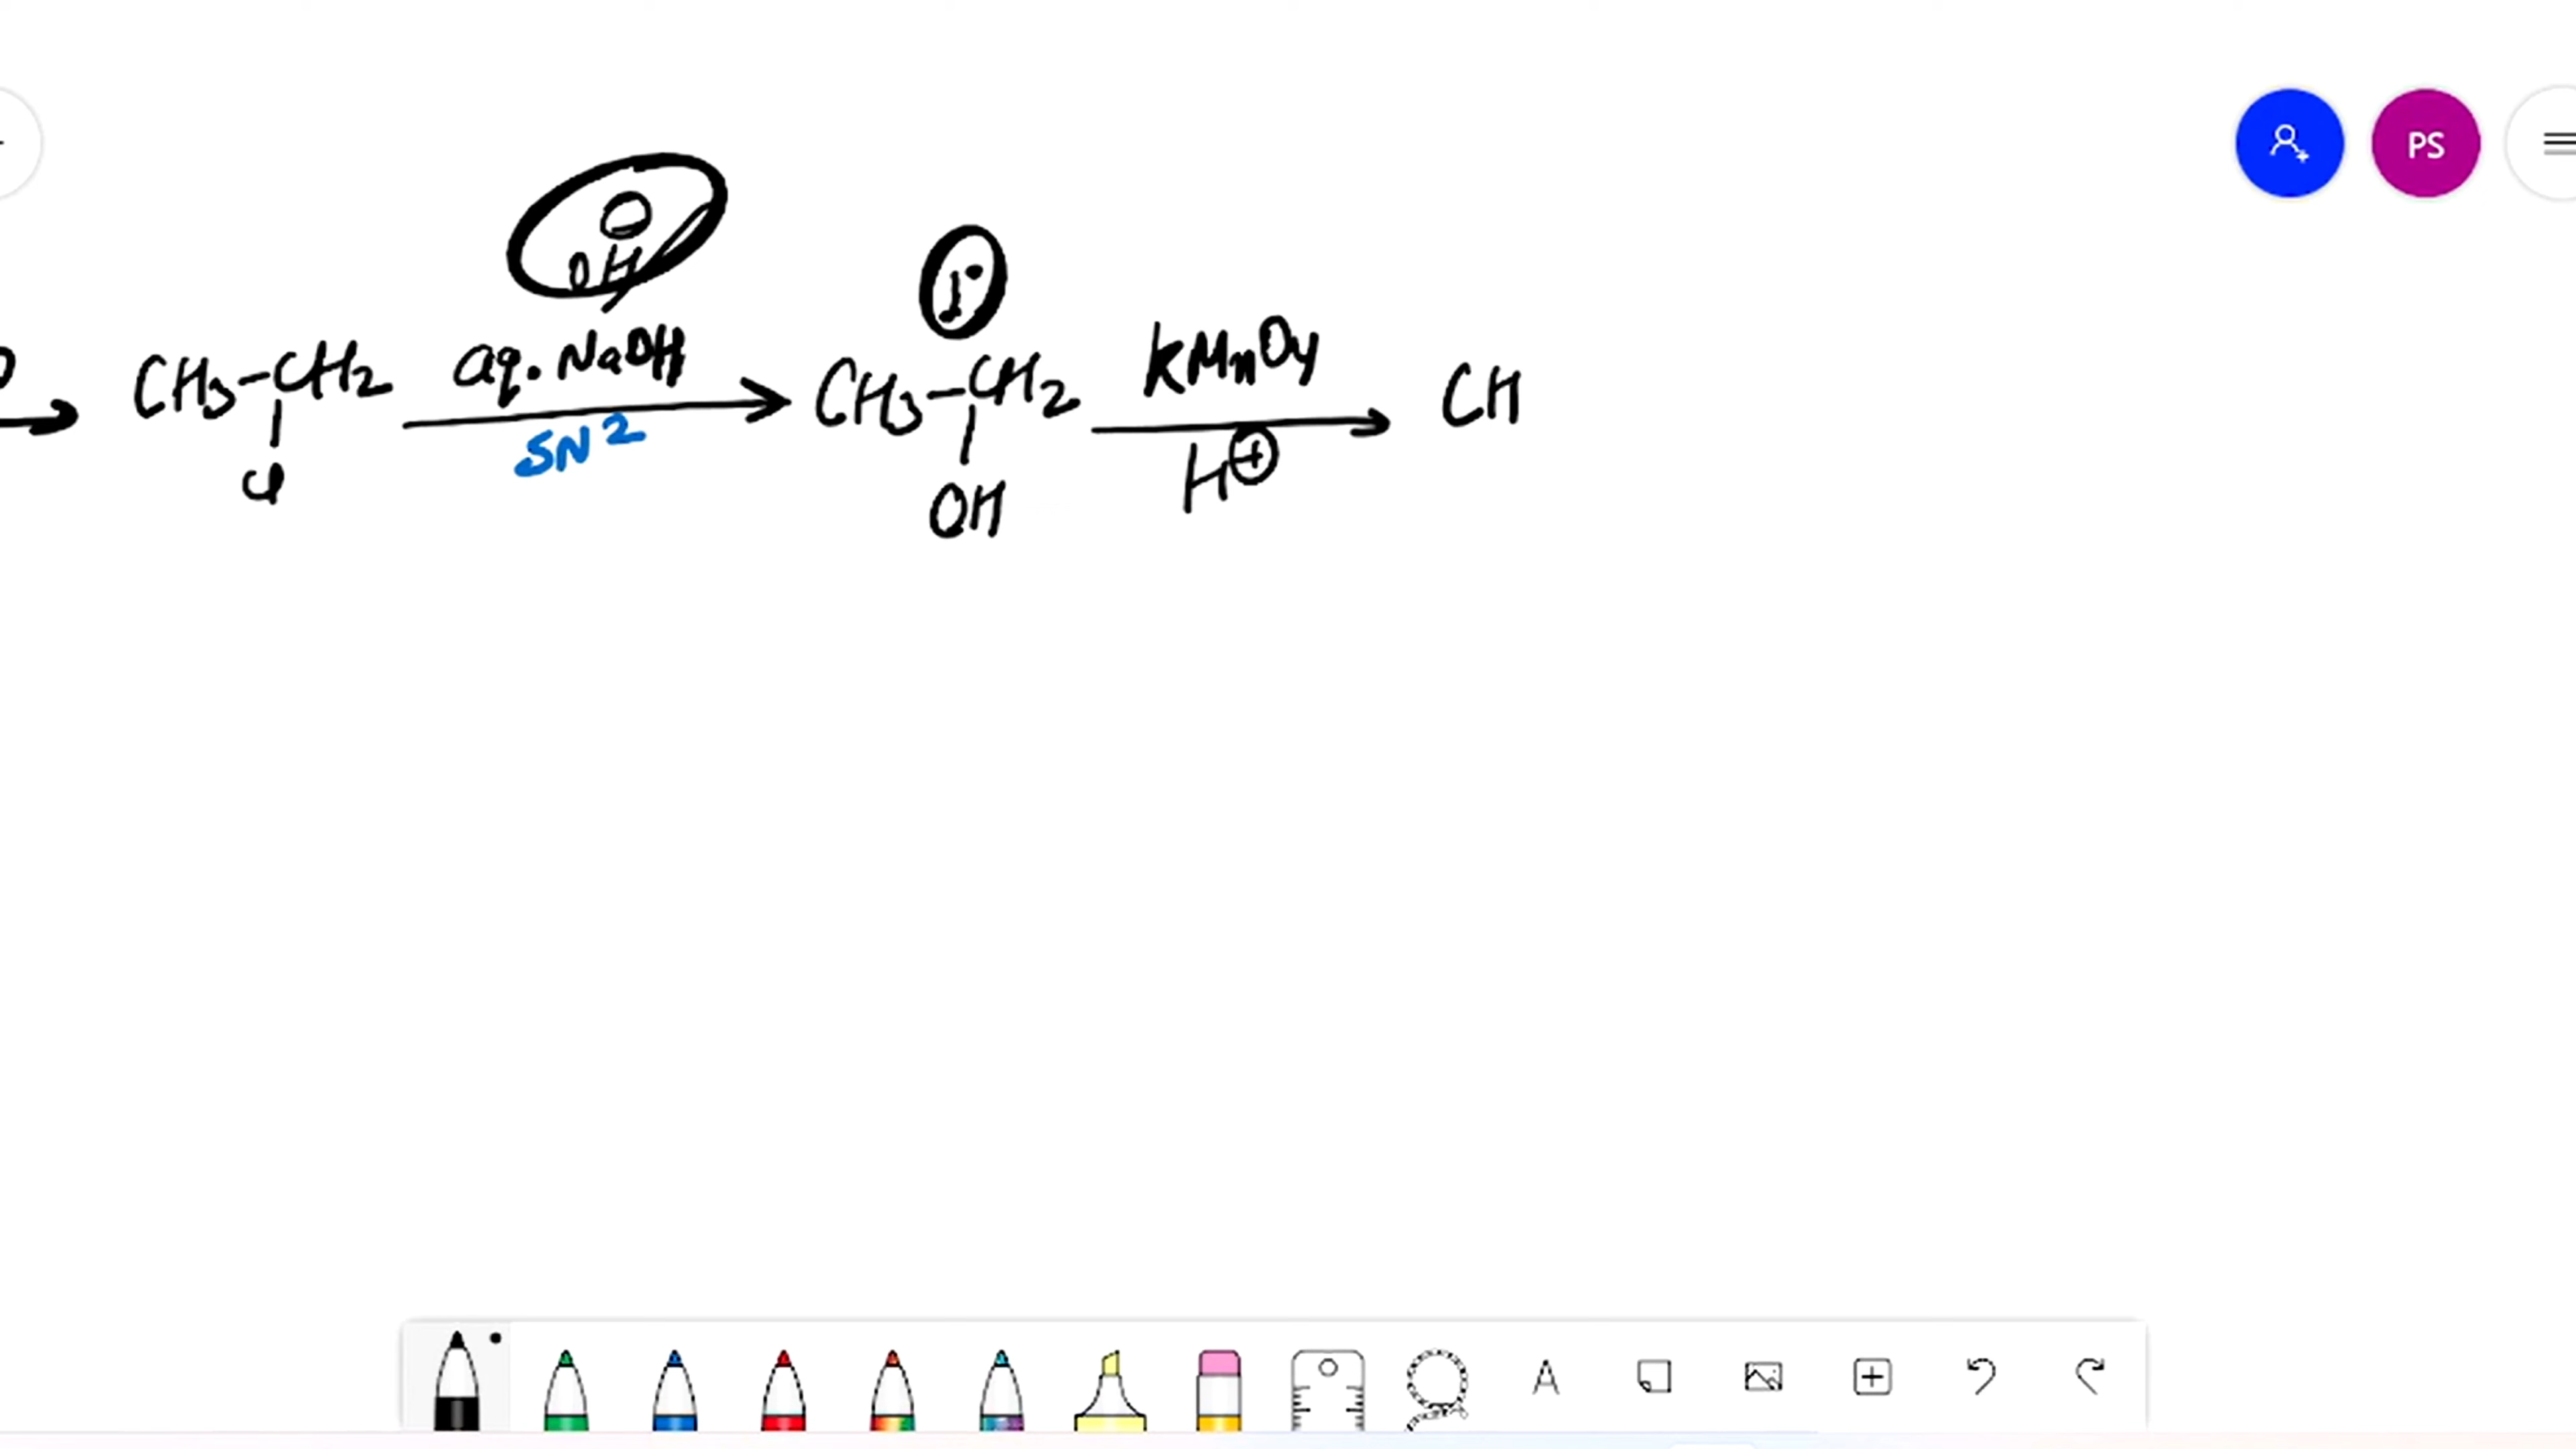 PS
⊖
OH
1°
CH3-CH2 aq. NaOH CH3-CH2 KMnO4 CH
Cl SN2 OH H⊕
A